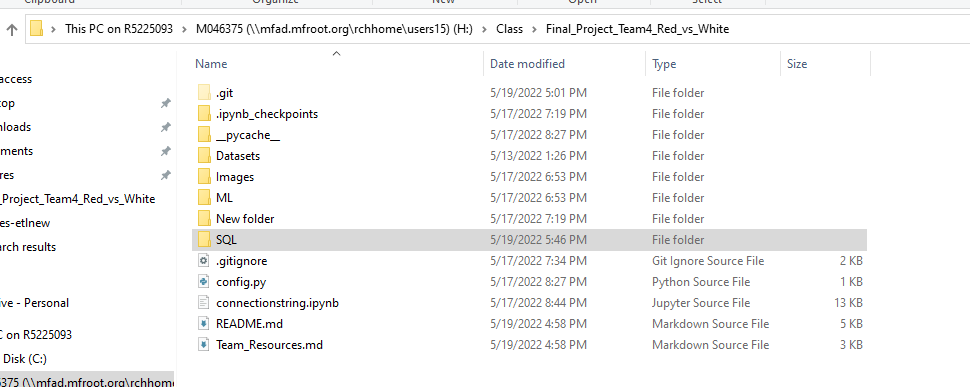 Organize
New
Open
Select
This PC on R5225093 > M046375 (\\mfad.mfroot.org\rchhome\users15) (H:) > Class > Final_Project_Team4_Red_vs_White
Name Date modified Type Size
access
top
nloads
ments
res
_Project_Team4_Red_vs_White
es-etlnew
arch results
ive - Personal
C on R5225093
Disk (C:)
46375 (\\mfad.mfroot.org\rchhome
.git 5/19/2022 5:01 PM File folder
.ipynb_checkpoints 5/17/2022 7:19 PM File folder
__pycache__ 5/17/2022 8:27 PM File folder
Datasets 5/13/2022 1:26 PM File folder
Images 5/17/2022 6:53 PM File folder
ML 5/17/2022 6:53 PM File folder
New folder 5/17/2022 7:19 PM File folder
SQL 5/19/2022 5:46 PM File folder
.gitignore 5/17/2022 7:34 PM Git Ignore Source File 2 KB
config.py 5/17/2022 8:27 PM Python Source File 1 KB
connectionstring.ipynb 5/17/2022 8:44 PM Jupyter Source File 13 KB
README.md 5/19/2022 4:58 PM Markdown Source File 5 KB
Team_Resources.md 5/19/2022 4:58 PM Markdown Source File 3 KB